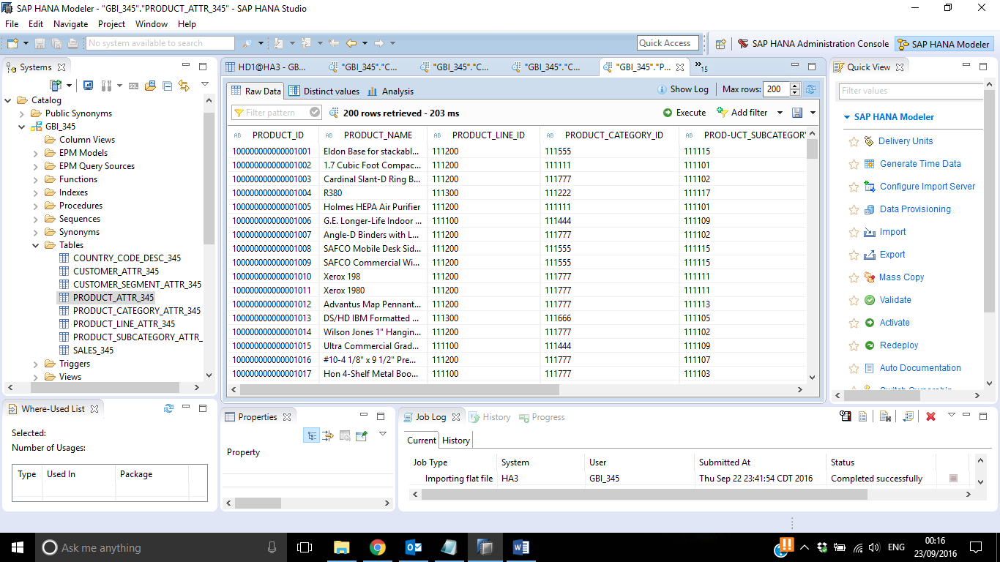 SAP HANA Modeler - "GBI_345"."PRODUCT_ATTR_345" - SAP HANA Studio
File Edit Navigate Project Window Help
No system available to search
Quick Access
SAP HANA Administration Console
SAP HANA Modeler
Systems
SQL
Catalog
Public Synonyms
GBI_345
Column Views
EPM Models
EPM Query Sources
Functions
Indexes
Procedures
Sequences
Synonyms
Tables
COUNTRY_CODE_DESC_345
CUSTOMER_ATTR_345
CUSTOMER_SEGMENT_ATTR_345
PRODUCT_ATTR_345
PRODUCT_CATEGORY_ATTR_345
PRODUCT_LINE_ATTR_345
PRODUCT_SUBCATEGORY_ATTR_
SALES_345
Triggers
Views
HD1@HA3 - GB... "GBI_345"."C... "GBI_345"."C... "GBI_345"."C... "GBI_345"."P... »15
Raw Data Distinct values Analysis
Show Log Max rows: 200
Filter pattern 200 rows retrieved - 203 ms
Execute Add filter
AB PRODUCT_ID AB PRODUCT_NAME AB PRODUCT_LINE_ID AB PRODUCT_CATEGORY_ID AB PROD-UCT_SUBCATEGORY
100000000000001001 Eldon Base for stackabl... 111200 111555 111115
100000000000001002 1.7 Cubic Foot Compac... 111200 111111 111101
100000000000001003 Cardinal Slant-D Ring B... 111200 111777 111102
100000000000001004 R380 111300 111222 111117
100000000000001005 Holmes HEPA Air Purifier 111200 111111 111101
100000000000001006 G.E. Longer-Life Indoor ... 111100 111444 111109
100000000000001007 Angle-D Binders with L... 111200 111777 111102
100000000000001008 SAFCO Mobile Desk Sid... 111200 111555 111115
100000000000001009 SAFCO Commercial Wi... 111200 111555 111115
100000000000001010 Xerox 198 111200 111777 111111
100000000000001011 Xerox 1980 111200 111777 111111
100000000000001012 Advantus Map Pennant... 111200 111777 111113
100000000000001013 DS/HD IBM Formatted ... 111300 111666 111105
100000000000001014 Wilson Jones 1" Hangin... 111200 111777 111102
100000000000001015 Ultra Commercial Grad... 111100 111444 111109
100000000000001016 #10-4 1/8" x 9 1/2" Pre... 111200 111777 111107
100000000000001017 Hon 4-Shelf Metal Boo... 111100 111777 111103
Quick View
Filter values
SAP HANA Modeler
Delivery Units
Generate Time Data
Configure Import Server
Data Provisioning
Import
Export
Mass Copy
Validate
Activate
Redeploy
Auto Documentation
Switch Ownership
Where-Used List
Selected:
Number of Usages:
Type Used In Package
Properties
Property
Job Log History Progress
Current History
Job Type System User Submitted At Status
Importing flat file HA3 GBI_345 Thu Sep 22 23:41:54 CDT 2016 Completed successfully
Ask me anything
ENG
00:16
23/09/2016